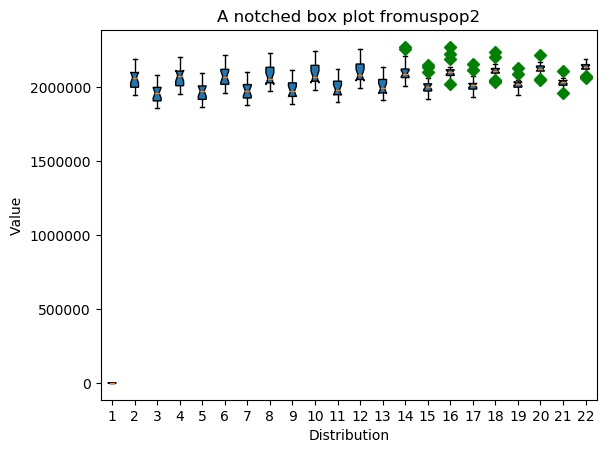 A notched box plot fromuspop2
2000000
1500000
1000000
500000
0
Value
1 2 3 4 5 6 7 8 9 10 11 12 13 14 15 16 17 18 19 20 21 22
Distribution